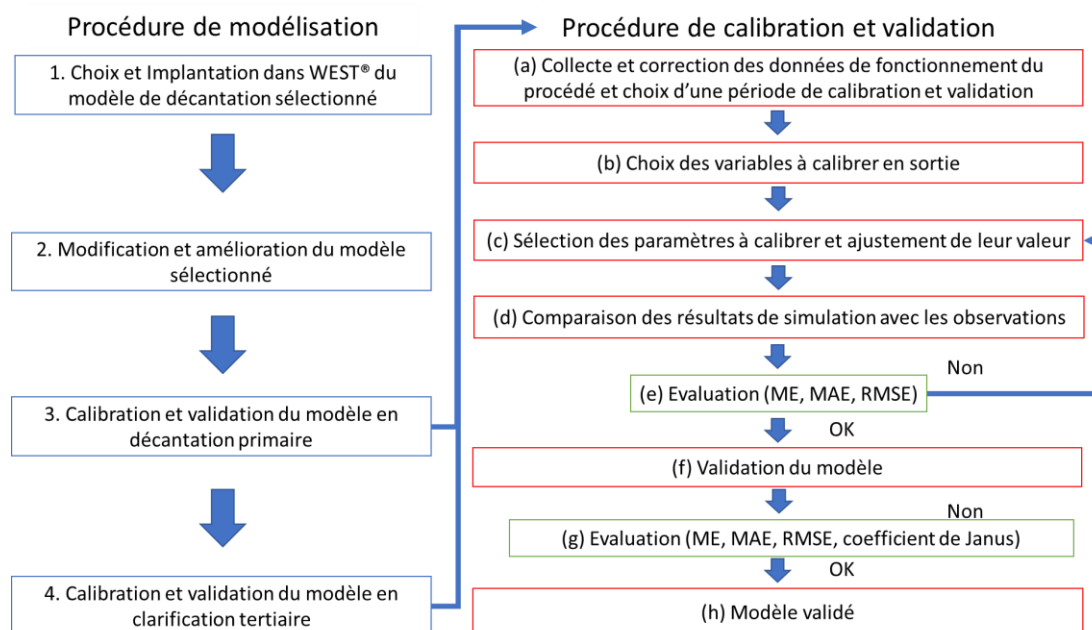 Procédure de modélisation
1. Choix et Implantation dans WEST® du
modèle de décantation sélectionné
2. Modification et amélioration du modèle
sélectionné
3. Calibration et validation du modèle en
décantation primaire
4. Calibration et validation du modèle en
clarification tertiaire
Procédure de calibration et validation
(a) Collecte et correction des données de fonctionnement du
procédé et choix d’une période de calibration et validation
(b) Choix des variables à calibrer en sortie
(c) Sélection des paramètres à calibrer et ajustement de leur valeur
(d) Comparaison des résultats de simulation avec les observations
Non
(e) Evaluation (ME, MAE, RMSE)
OK
(f) Validation du modèle
Non
(g) Evaluation (ME, MAE, RMSE, coefficient de Janus)
OK
(h) Modèle validé